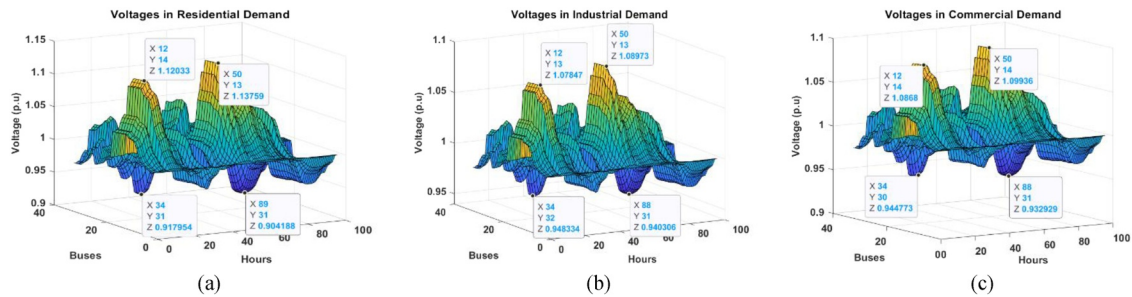 Voltages in Residential Demand
1.15
1.1
1.05
1
0.95
0.9
Voltage (p.u)
40
20
0
Buses
0
20
40
60
80
100
Hours
X 12
Y 14
Z 1.12033
X 50
Y 13
Z 1.13759
X 34
Y 31
Z 0.917954
X 89
Y 31
Z 0.904188
(a)
Voltages in Industrial Demand
1.1
1.05
1
0.95
Voltage (p.u)
40
20
0
Buses
0
20
40
60
80
100
Hours
X 12
Y 13
Z 1.07847
X 50
Y 13
Z 1.08973
X 34
Y 32
Z 0.948334
X 88
Y 31
Z 0.940306
(b)
Voltages in Commercial Demand
1.1
1.05
1
0.95
0.9
Voltage (p.u)
40
20
0
Buses
0
20
40
60
80
100
Hours
X 12
Y 14
Z 1.0868
X 50
Y 14
Z 1.09936
X 34
Y 30
Z 0.944773
X 88
Y 31
Z 0.932929
(c)